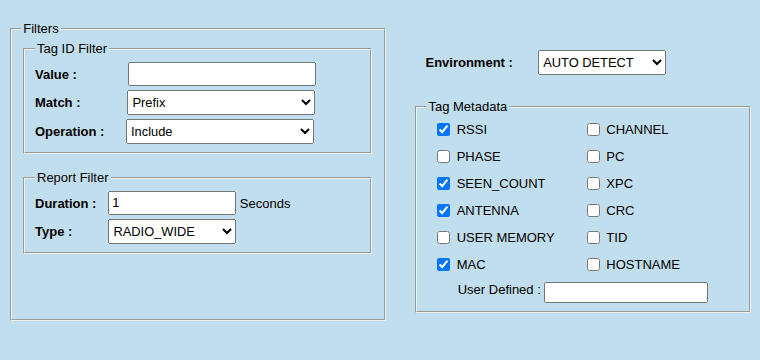 Filters
Tag ID Filter
Value :
Match : Prefix
Operation : Include
Report Filter
Duration : 1 Seconds
Type : RADIO_WIDE
Environment : AUTO DETECT
Tag Metadata
RSSI CHANNEL
PHASE PC
SEEN_COUNT XPC
ANTENNA CRC
USER MEMORY TID
MAC HOSTNAME
User Defined :